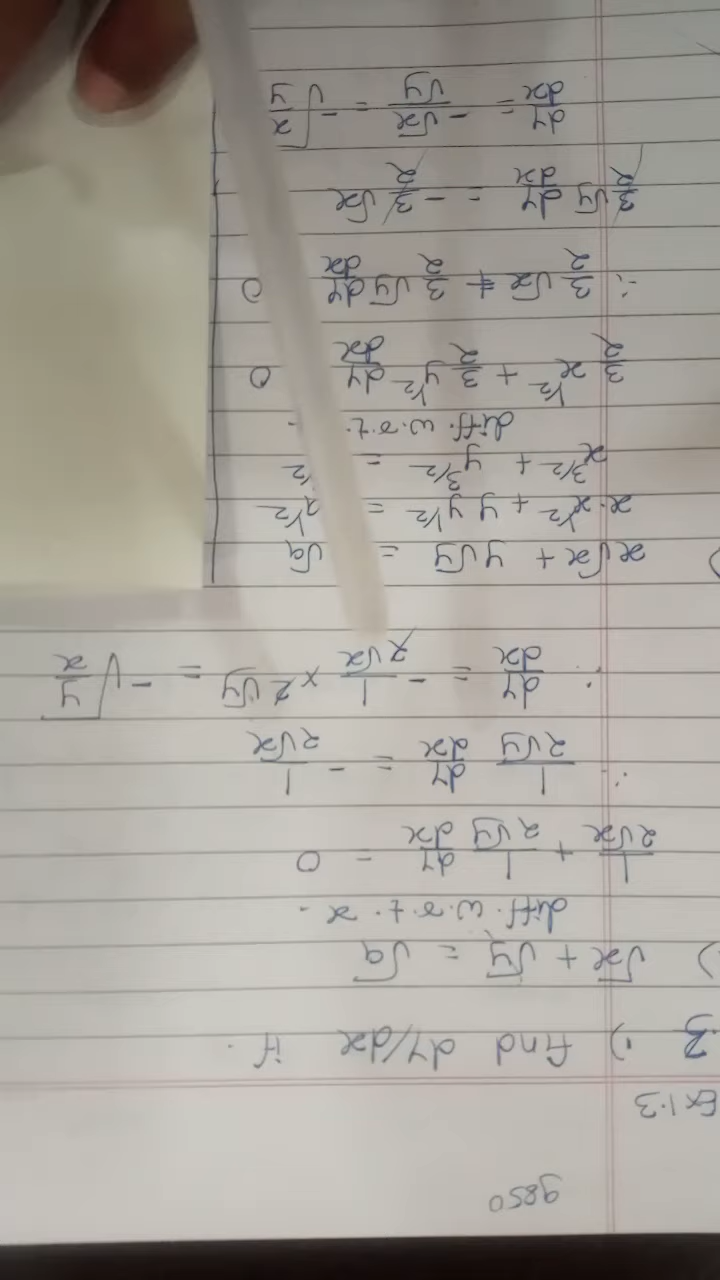 9850
Ex 1.3
3 1) find dy/dx if.
) √x + √y = √a
diff. w.r.t. x.
1/2√x + 1/2√y dy/dx = 0
∴ 1/2√y dy/dx = - 1/2√x
∴ dy/dx = - 1/2√x × 2√y = - √y/x
) x√x + y√y = √a
x·x^1/2 + y y^1/2 = a^1/2
x^3/2 + y^3/2 = 1/2
diff. w.r.t.
3/2 x^1/2 + 3/2 y^1/2 dy/dx 0
∴ 3/2 √x + 3/2 √y dy/dx 0
3/2 √y dy/dx = - 3/2 √x
dy/dx = -√x/√y = - √x/y